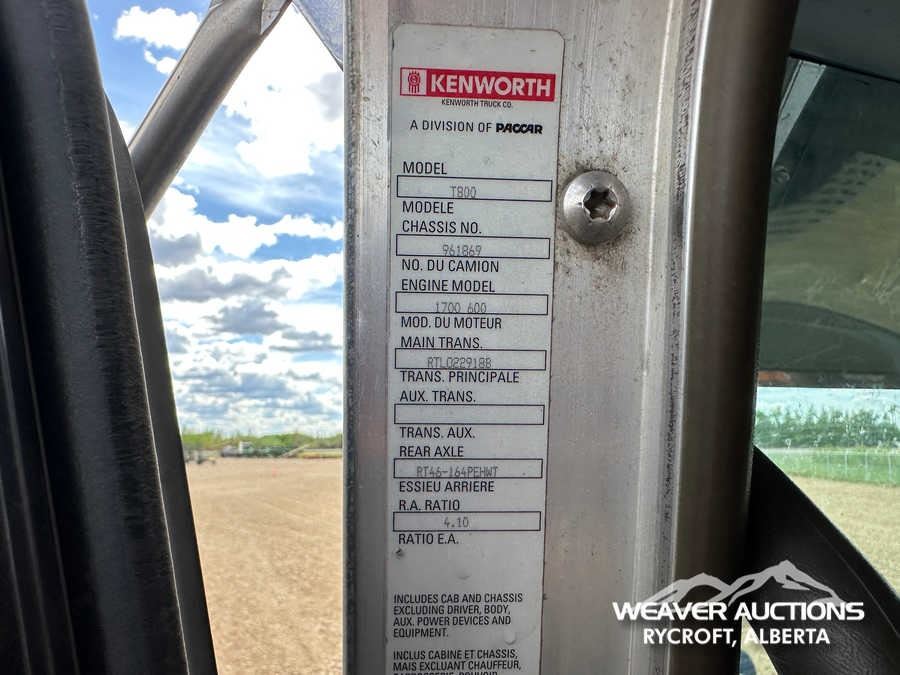 KENWORTH
KENWORTH TRUCK CO.
A DIVISION OF PACCAR
MODEL
T800
MODELE
CHASSIS NO.
961869
NO. DU CAMION
ENGINE MODEL
1700 600
MOD. DU MOTEUR
MAIN TRANS.
RTLO22918B
TRANS. PRINCIPALE
AUX. TRANS.
TRANS. AUX.
REAR AXLE
RT46-164PEHWT
ESSIEU ARRIERE
R.A. RATIO
4.10
RATIO E.A.
INCLUDES CAB AND CHASSIS
EXCLUDING DRIVER, BODY,
AUX. POWER DEVICES AND
EQUIPMENT.
INCLUS CABINE ET CHASSIS,
MAIS EXCLUANT CHAUFFEUR,
WEAVER AUCTIONS
RYCROFT, ALBERTA